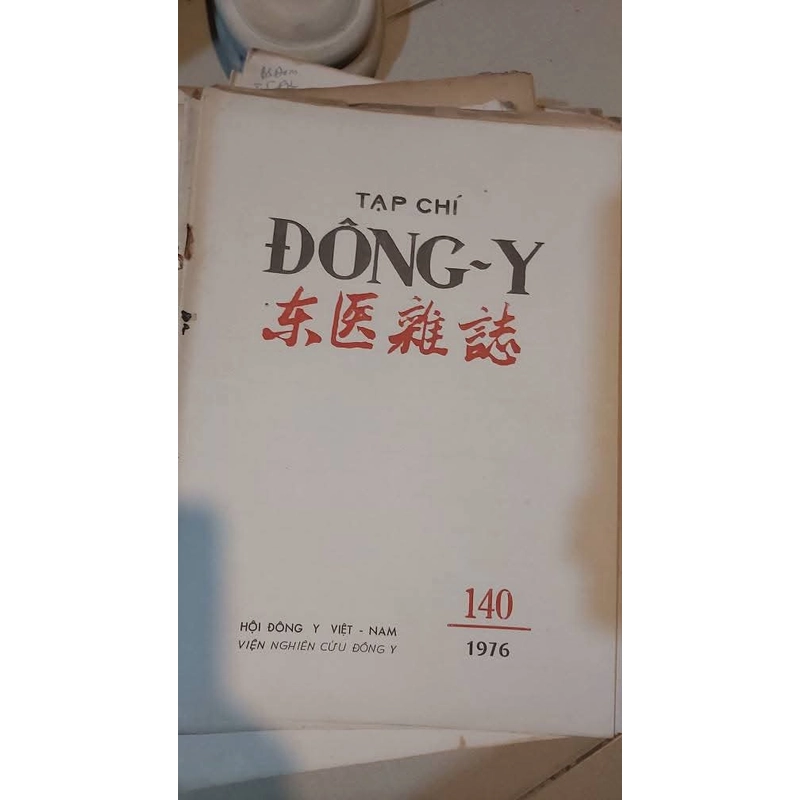 TẠP CHÍ
ĐÔNG-Y
东医雜誌
140
1976
HỘI ĐÔNG Y VIỆT - NAM
VIỆN NGHIÊN CỨU ĐÔNG Y